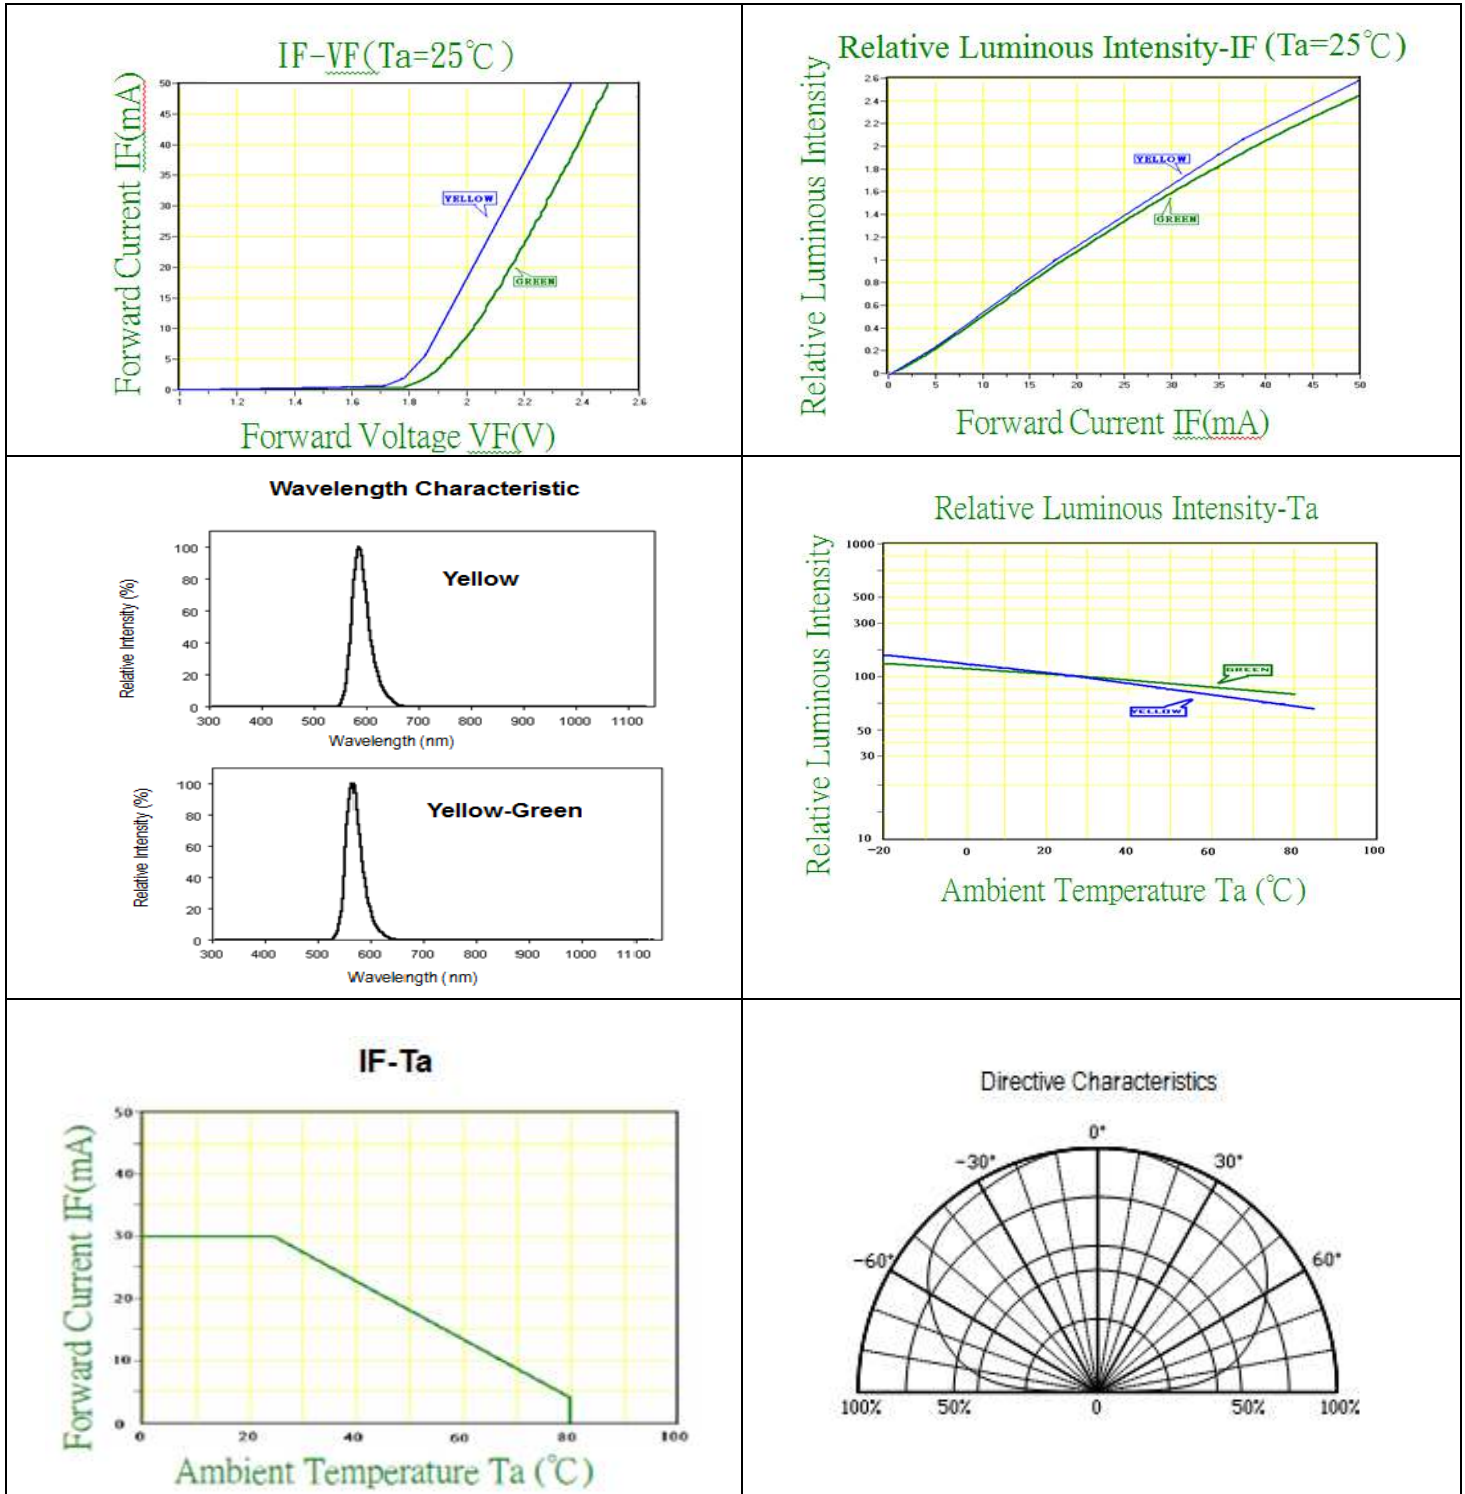 IF-VF(Ta=25℃)
Forward Current IF(mA)
50
45
40
35
30
25
20
15
10
5
0
YELLOW
GREEN
1 1.2 1.4 1.6 1.8 2 2.2 2.4 2.6
Forward Voltage VF(V)
Relative Luminous Intensity-IF (Ta=25℃)
Relative Luminous Intensity
2.6
2.4
2.2
2
1.8
1.6
1.4
1.2
1
0.8
0.6
0.4
0.2
0
YELLOW
GREEN
0 5 10 15 20 25 30 35 40 45 50
Forward Current IF(mA)
Wavelength Characteristic
Relative Intensity (%)
100
80
60
40
20
0
Yellow
300 400 500 600 700 800 900 1000 1100
Wavelength (nm)
Relative Intensity (%)
100
80
60
40
20
0
Yellow-Green
300 400 500 600 700 800 900 1000 1100
Wavelength (nm)
Relative Luminous Intensity-Ta
Relative Luminous Intensity
1000
500
300
100
50
30
10
GREEN
YELLOW
-20 0 20 40 60 80 100
Ambient Temperature Ta (℃)
IF-Ta
Forward Current IF(mA)
50
40
30
20
10
0
0 20 40 60 80 100
Ambient Temperature Ta (℃)
Directive Characteristics
0°
-30° 30°
-60° 60°
100% 50% 0 50% 100%